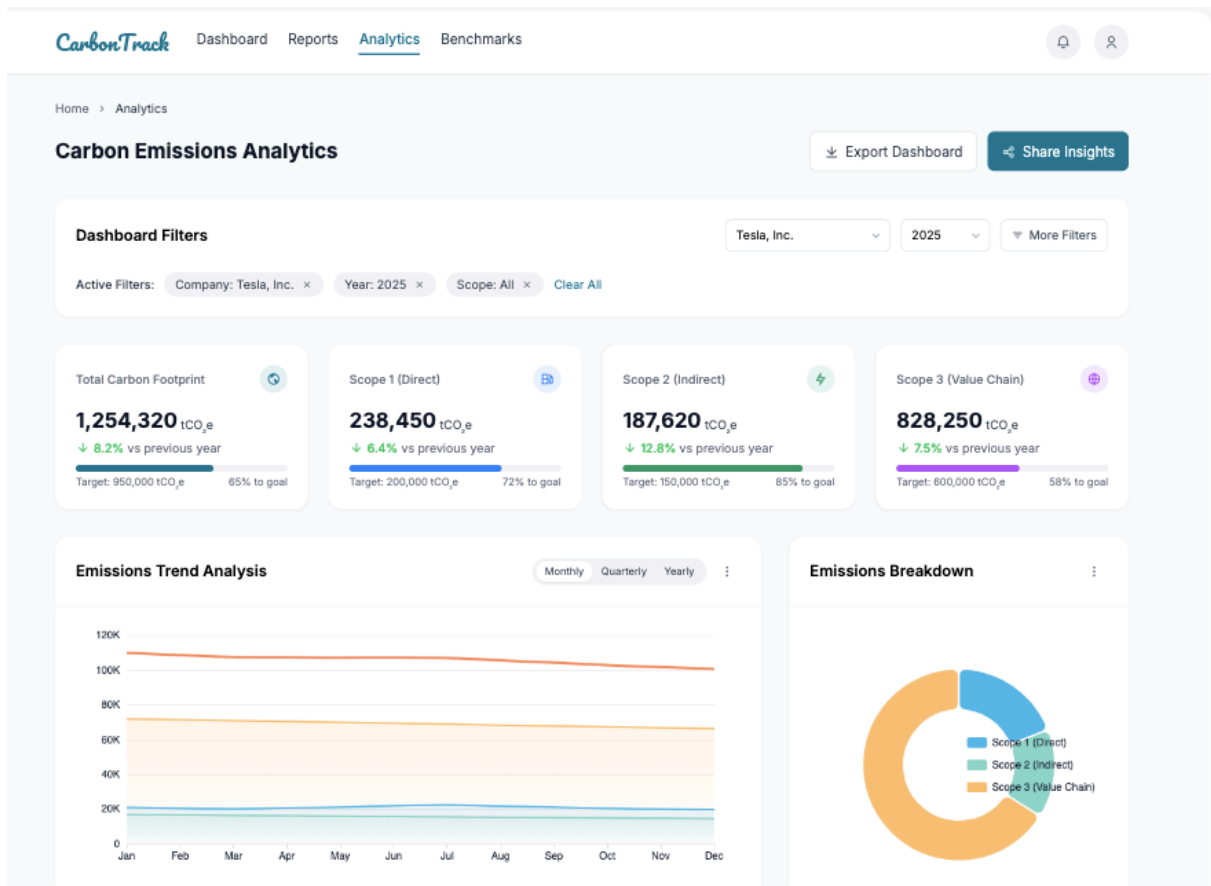 CarbonTrack Dashboard Reports Analytics Benchmarks
Home > Analytics
Carbon Emissions Analytics
Export Dashboard Share Insights
Dashboard Filters
Tesla, Inc. 2025 More Filters
Active Filters: Company: Tesla, Inc. × Year: 2025 × Scope: All × Clear All
Total Carbon Footprint
1,254,320 tCO₂e
↓ 8.2% vs previous year
Target: 950,000 tCO₂e 65% to goal
Scope 1 (Direct)
238,450 tCO₂e
↓ 6.4% vs previous year
Target: 200,000 tCO₂e 72% to goal
Scope 2 (Indirect)
187,620 tCO₂e
↓ 12.8% vs previous year
Target: 150,000 tCO₂e 85% to goal
Scope 3 (Value Chain)
828,250 tCO₂e
↓ 7.5% vs previous year
Target: 600,000 tCO₂e 58% to goal
Emissions Trend Analysis
Monthly Quarterly Yearly
120K
100K
80K
60K
40K
20K
0
Jan Feb Mar Apr May Jun Jul Aug Sep Oct Nov Dec
Emissions Breakdown
Scope 1 (Direct)
Scope 2 (Indirect)
Scope 3 (Value Chain)